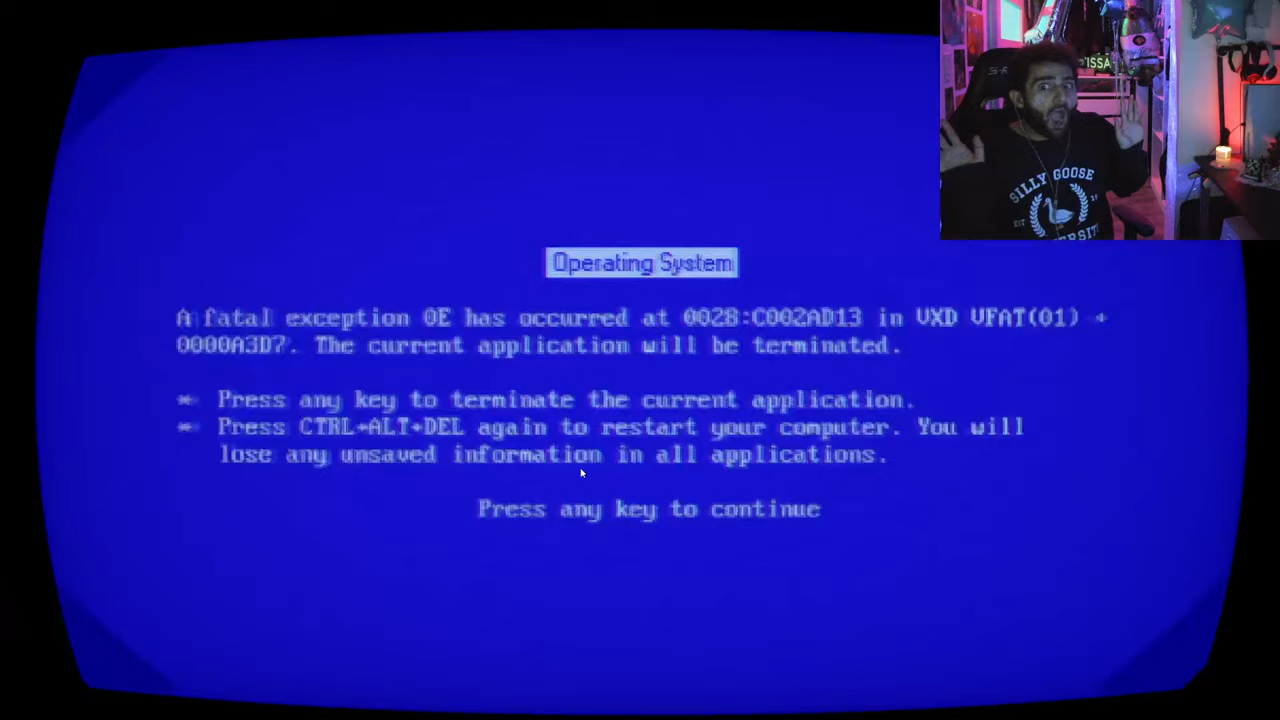 PISSA
SILLY GOOSE
Operating System
A fatal exception 0E has occurred at 0028:C002AD13 in VXD VFAT(01) +
0000A3D7. The current application will be terminated.
* Press any key to terminate the current application.
* Press CTRL+ALT+DEL again to restart your computer. You will
lose any unsaved information in all applications.
Press any key to continue